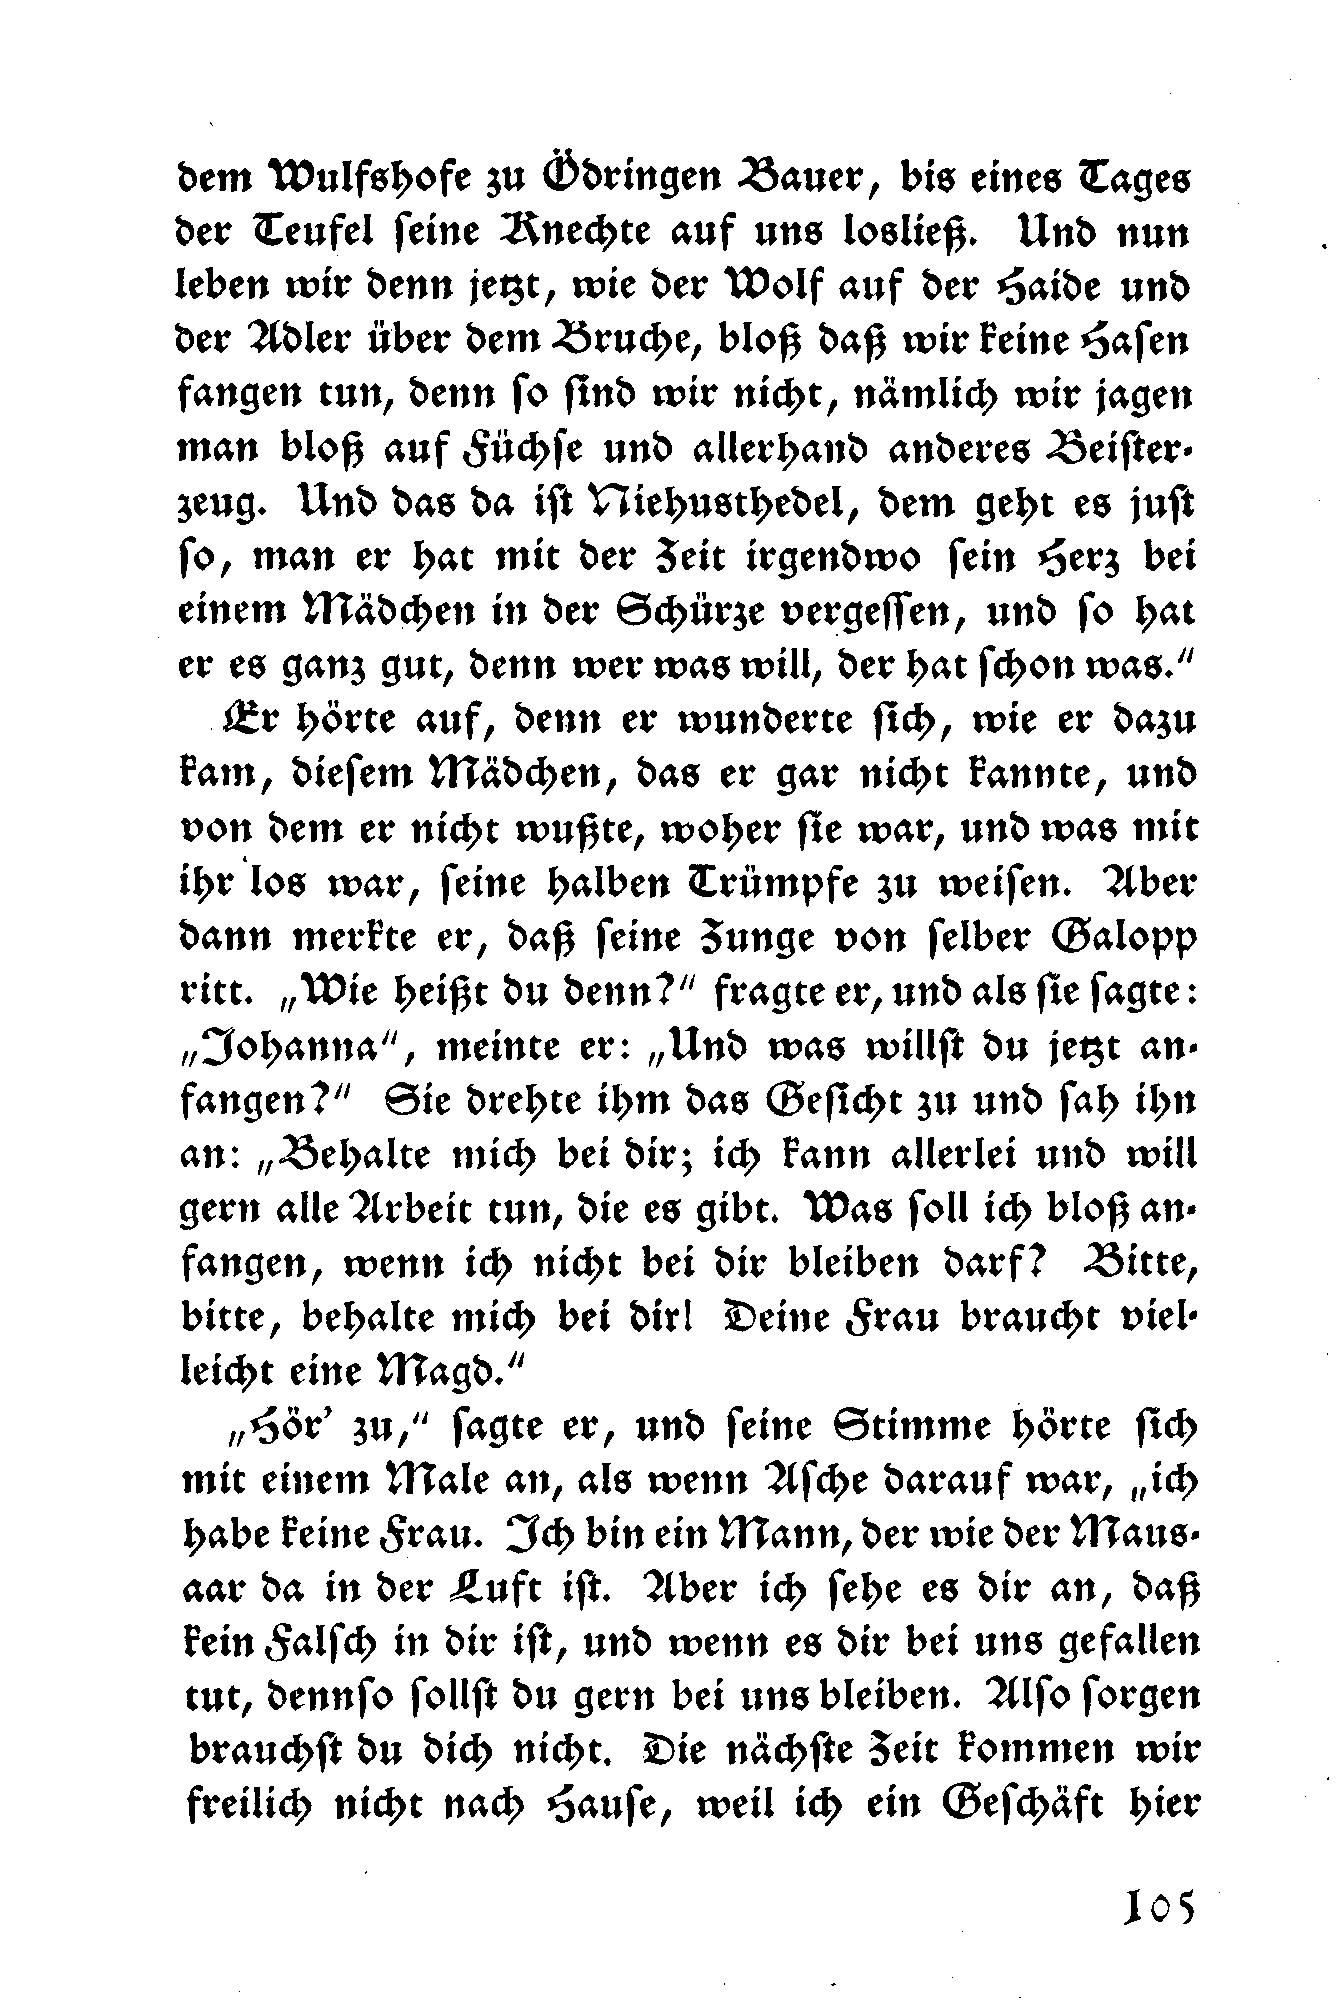 dem Wulfshofe zu Ödringen Bauer, bis eines Tages
der Teufel seine Knechte auf uns losließ. Und nun
leben wir denn jetzt, wie der Wolf auf der Haide und
der Adler über dem Bruche, bloß daß wir keine Hasen
fangen tun, denn so sind wir nicht, nämlich wir jagen
man bloß auf Füchse und allerhand anderes Beister-
zeug. Und das da ist Niehusthedel, dem geht es just
so, man er hat mit der Zeit irgendwo sein Herz bei
einem Mädchen in der Schürze vergessen, und so hat
er es ganz gut, denn wer was will, der hat schon was.“
Er hörte auf, denn er wunderte sich, wie er dazu
kam, diesem Mädchen, das er gar nicht kannte, und
von dem er nicht wußte, woher sie war, und was mit
ihr los war, seine halben Trümpfe zu weisen. Aber
dann merkte er, daß seine Zunge von selber Galopp
ritt. „Wie heißt du denn?“ fragte er, und als sie sagte:
„Johanna“, meinte er: „Und was willst du jetzt an-
fangen?“ Sie drehte ihm das Gesicht zu und sah ihn
an: „Behalte mich bei dir; ich kann allerlei und will
gern alle Arbeit tun, die es gibt. Was soll ich bloß an-
fangen, wenn ich nicht bei dir bleiben darf? Bitte,
bitte, behalte mich bei dir! Deine Frau braucht viel-
leicht eine Magd.“
„Hör’ zu,“ sagte er, und seine Stimme hörte sich
mit einem Male an, als wenn Asche darauf war, „ich
habe keine Frau. Ich bin ein Mann, der wie der Maus-
aar da in der Luft ist. Aber ich sehe es dir an, daß
kein Falsch in dir ist, und wenn es dir bei uns gefallen
tut, dennso sollst du gern bei uns bleiben. Also sorgen
brauchst du dich nicht. Die nächste Zeit kommen wir
freilich nicht nach Hause, weil ich ein Geschäft hier
105